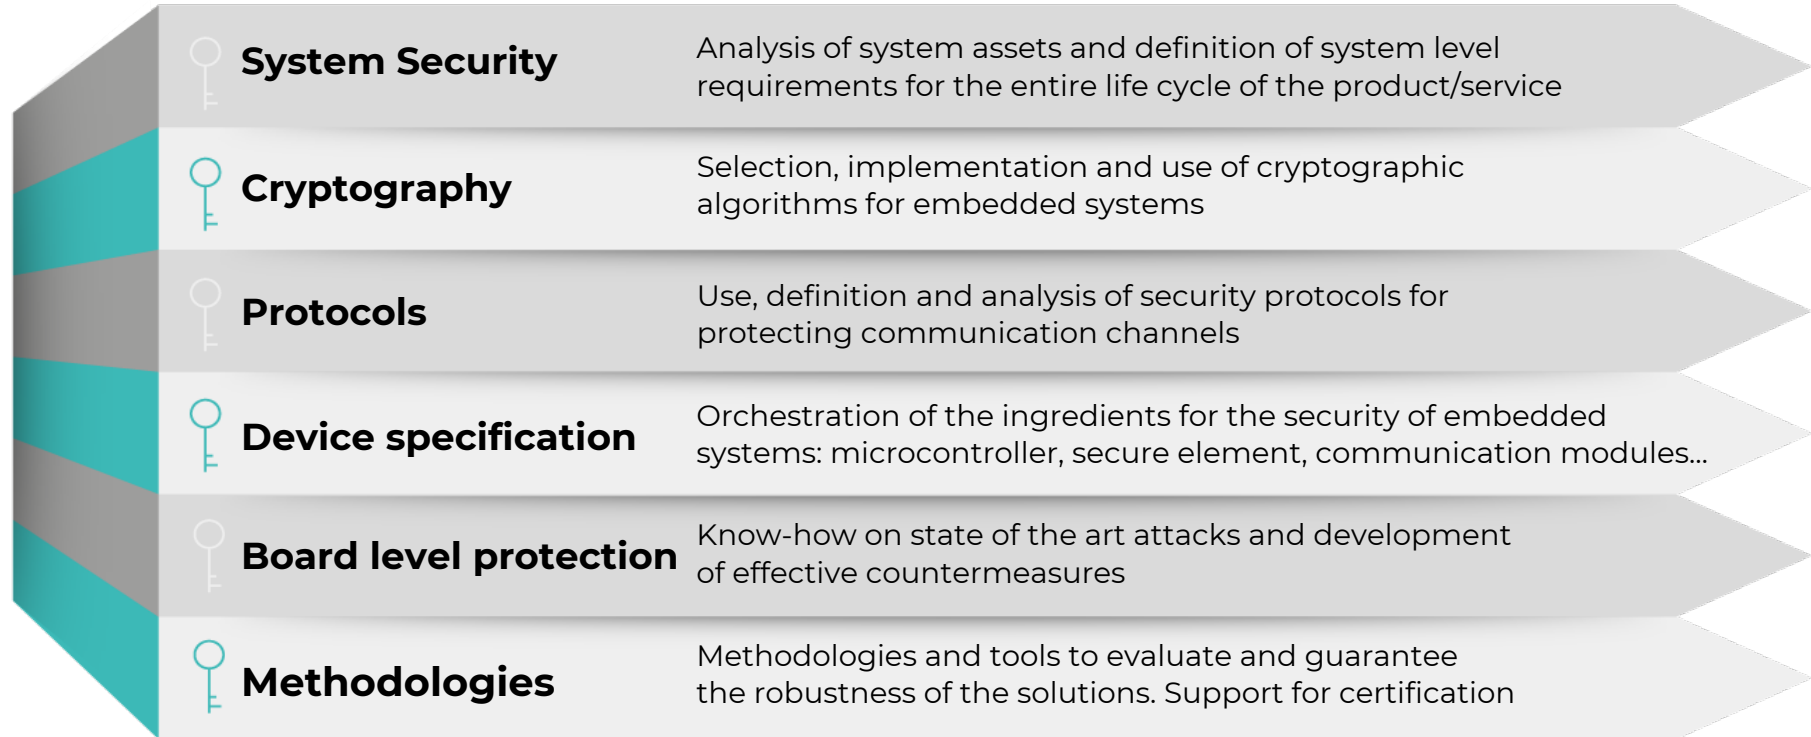 System Security
Analysis of system assets and definition of system level
requirements for the entire life cycle of the product/service
Cryptography
Selection, implementation and use of cryptographic
algorithms for embedded systems
Protocols
Use, definition and analysis of security protocols for
protecting communication channels
Device specification
Orchestration of the ingredients for the security of embedded
systems: microcontroller, secure element, communication modules...
Board level protection
Know-how on state of the art attacks and development
of effective countermeasures
Methodologies
Methodologies and tools to evaluate and guarantee
the robustness of the solutions. Support for certification